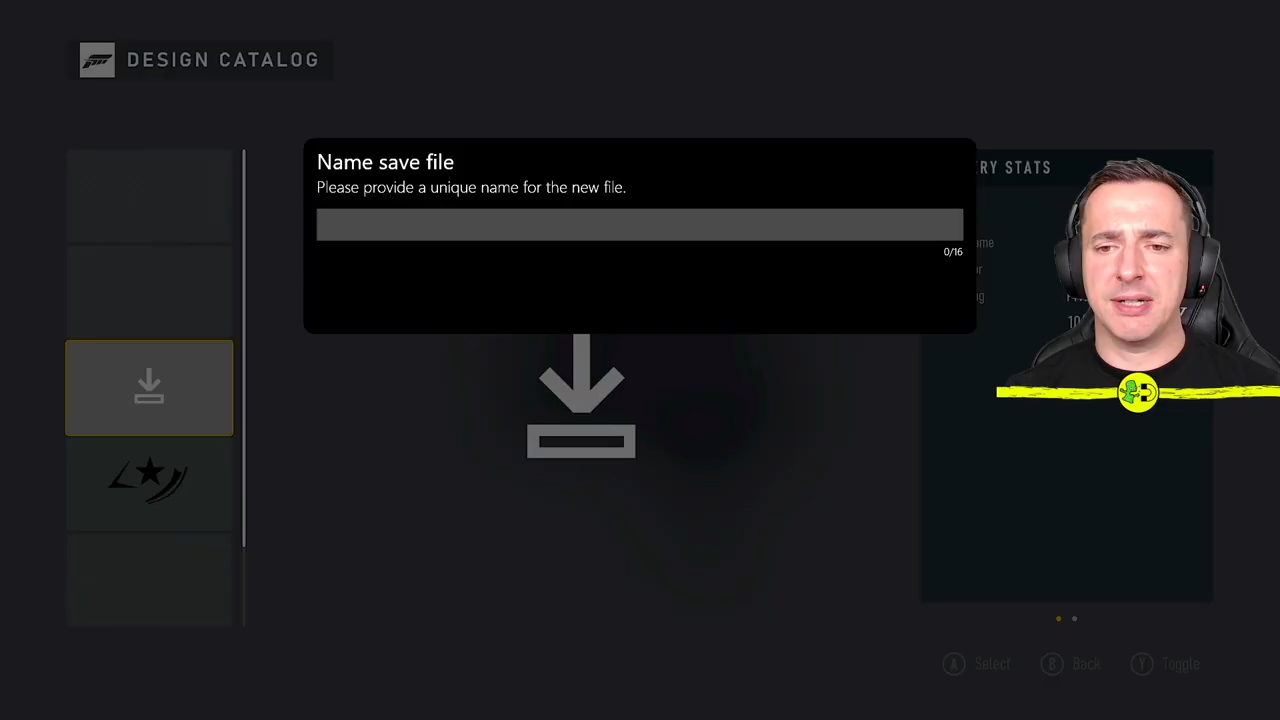 DESIGN CATALOG
Name save file
Please provide a unique name for the new file.
0/16
RY STATS
A Select
B Back
Y Toggle